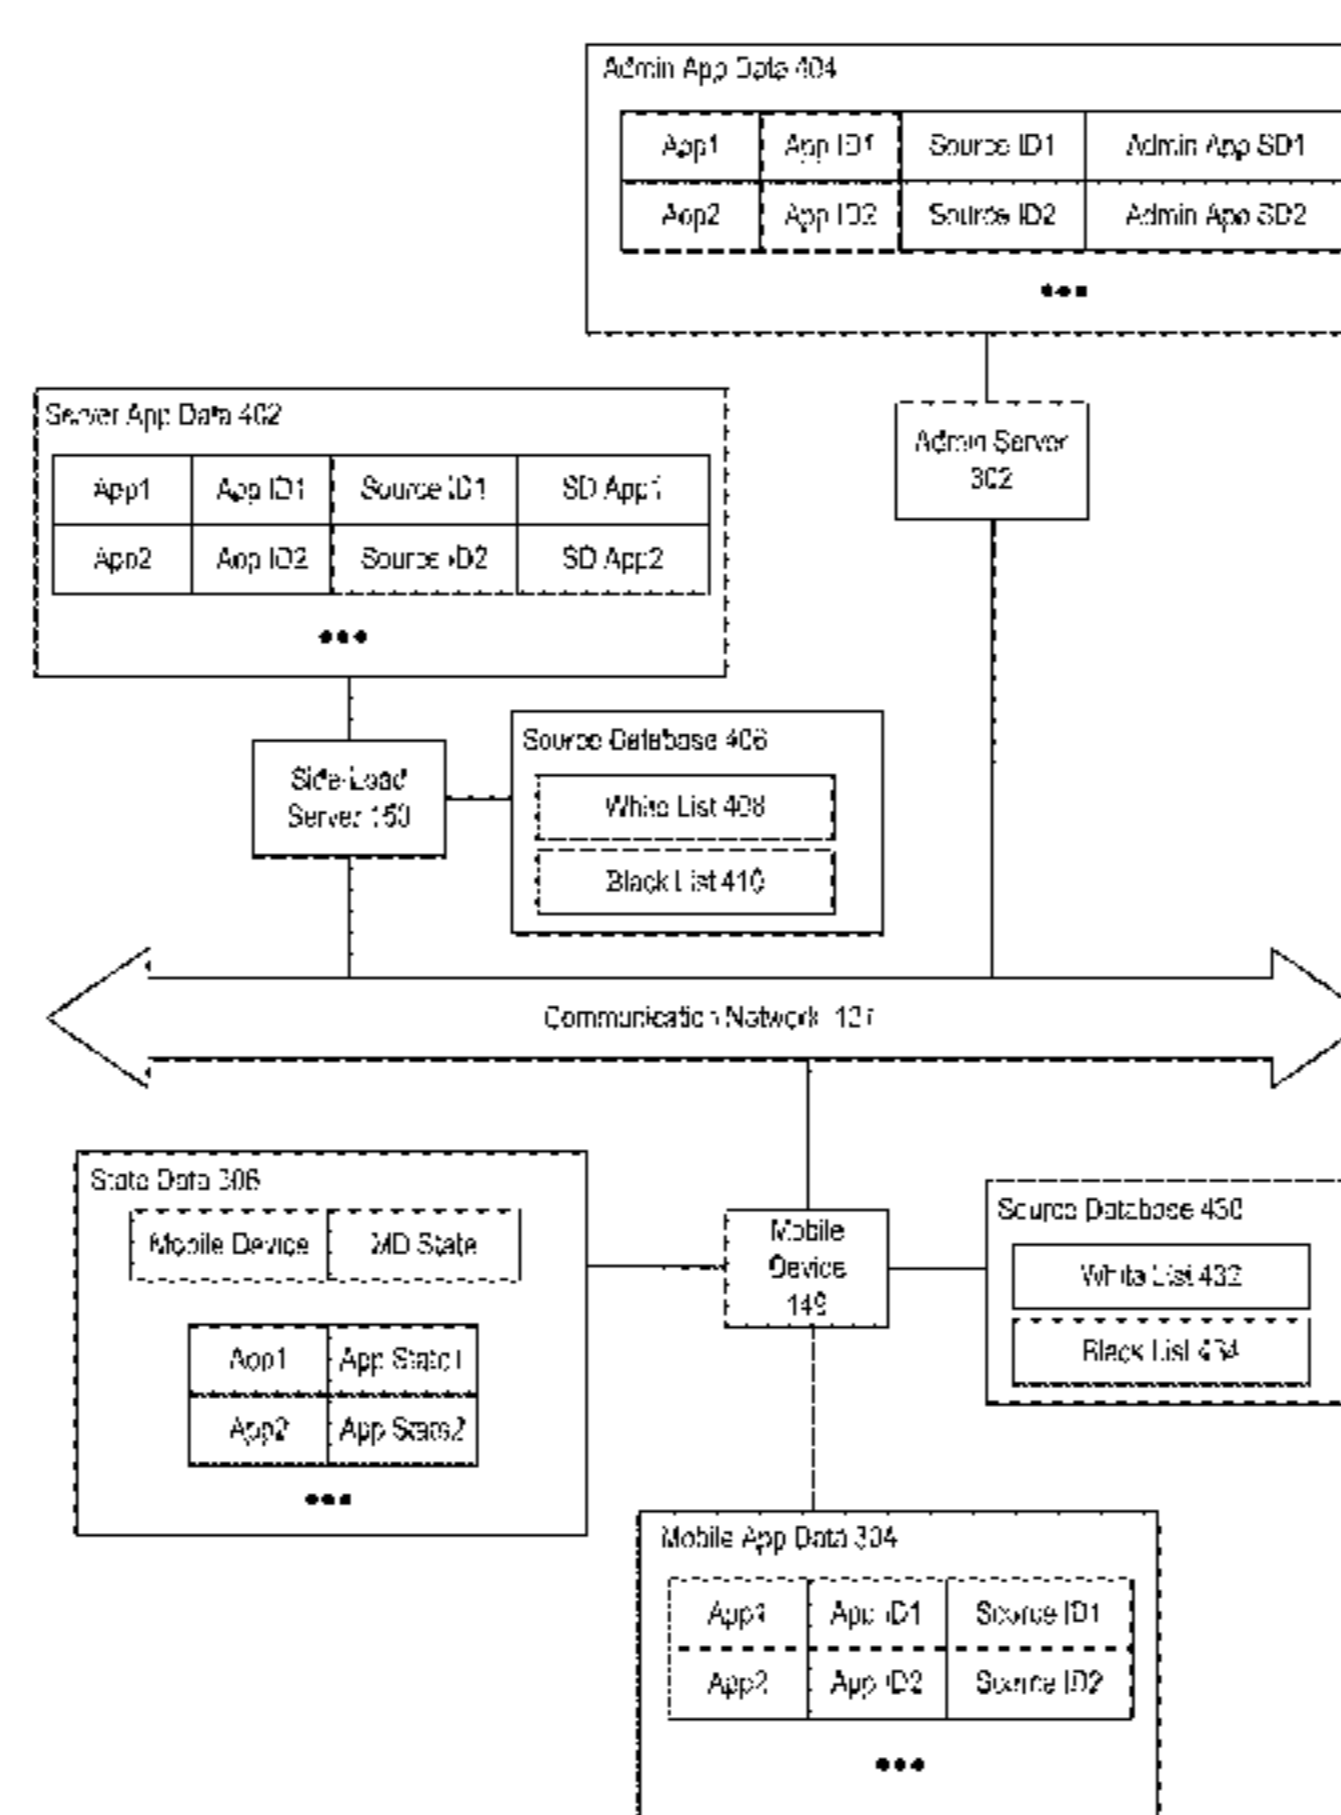 Admin App Data 404
App1 App ID1 Source ID1 Admin App SD1
App2 App ID2 Source ID2 Admin App SD2
Server App Data 402
App1 App ID1 Source ID1 SD App1
App2 App ID2 Source ID2 SD App2
Admin Server
302
Side-Load
Server 150
Source Database 406
White List 408
Black List 410
Communication Network 121
State Data 306
Mobile Device MD State
App1 App State1
App2 App State2
Mobile
Device
149
Source Database 430
White List 432
Black List 434
Mobile App Data 304
App1 App ID1 Source ID1
App2 App ID2 Source ID2